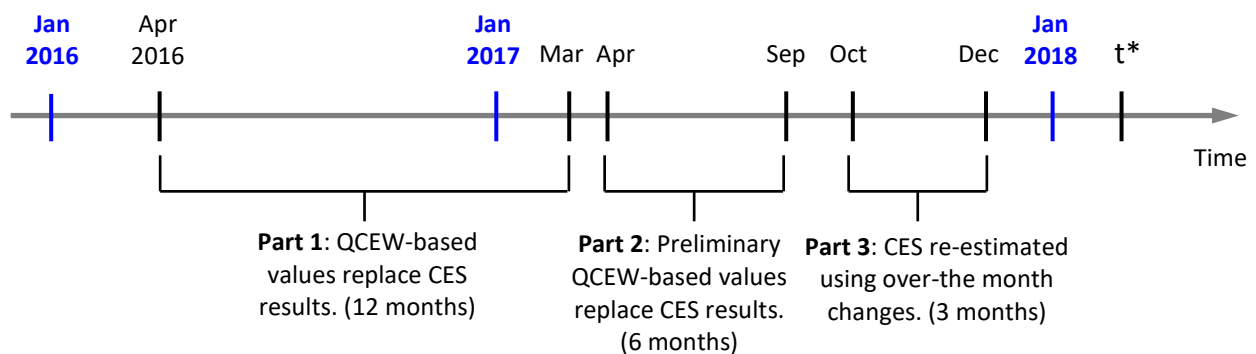 Jan
2016
Apr
2016
Jan
2017
Mar
Apr
Sep
Oct
Dec
Jan
2018
t*
Time
Part 1: QCEW-based
values replace CES
results. (12 months)
Part 2: Preliminary
QCEW-based values
replace CES results.
(6 months)
Part 3: CES re-estimated
using over-the month
changes. (3 months)